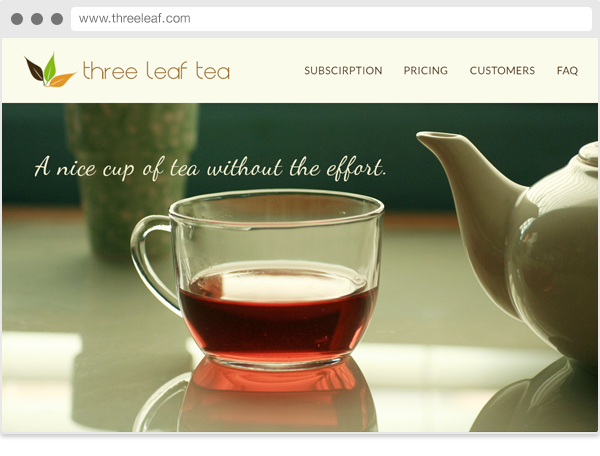 www.threeleaf.com
three leaf tea
SUBSCIRPTION PRICING CUSTOMERS FAQ
A nice cup of tea without the effort.